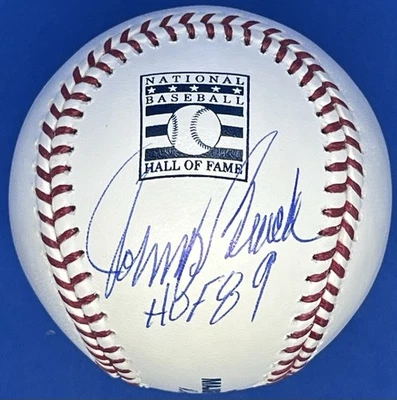 NATIONAL
BASEBALL
HALL OF FAME
Johnny Bench
HOF 89